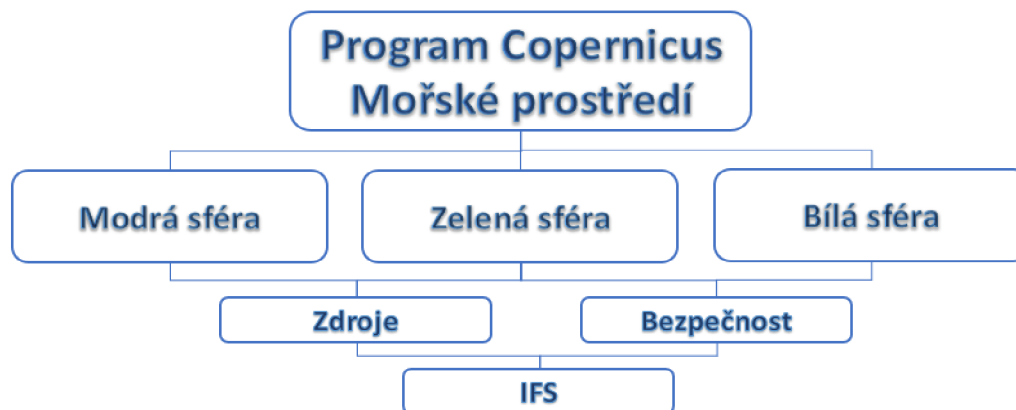 Program Copernicus
Mořské prostředí
Modrá sféra
Zelená sféra
Bílá sféra
Zdroje
Bezpečnost
IFS